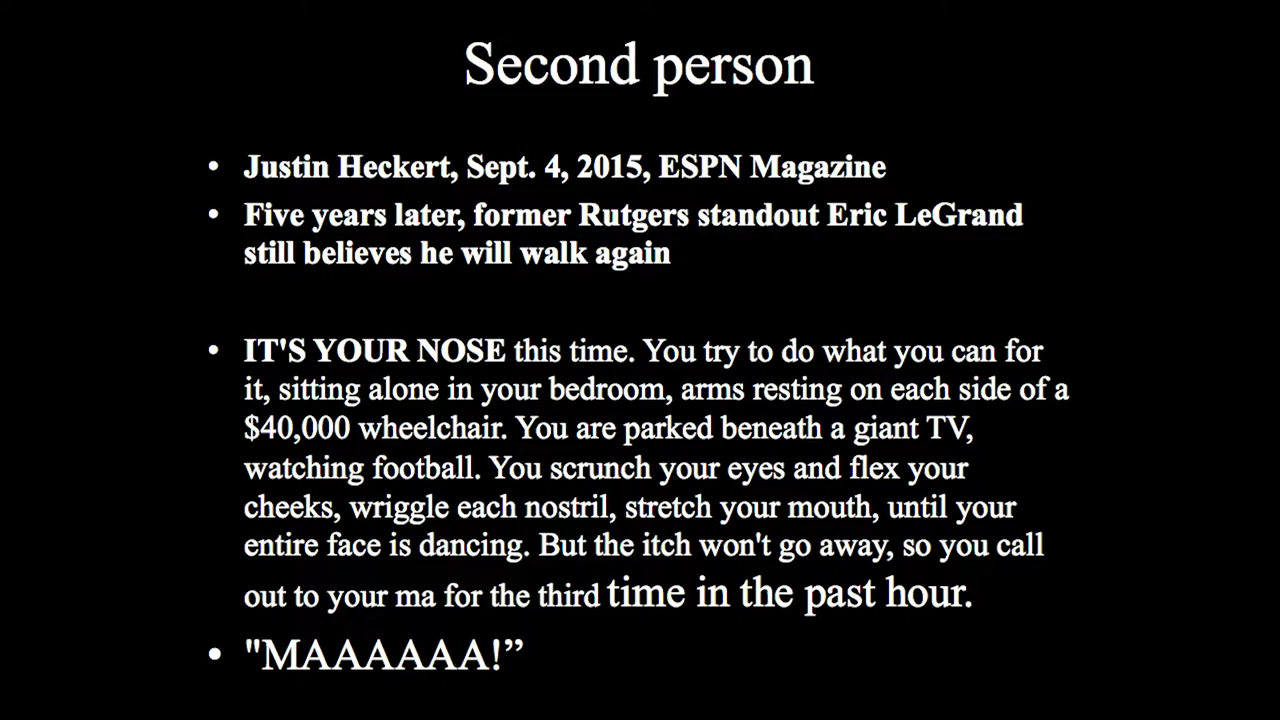 Second person
• Justin Heckert, Sept. 4, 2015, ESPN Magazine
• Five years later, former Rutgers standout Eric LeGrand
still believes he will walk again
• IT'S YOUR NOSE this time. You try to do what you can for
it, sitting alone in your bedroom, arms resting on each side of a
$40,000 wheelchair. You are parked beneath a giant TV,
watching football. You scrunch your eyes and flex your
cheeks, wriggle each nostril, stretch your mouth, until your
entire face is dancing. But the itch won't go away, so you call
out to your ma for the third time in the past hour.
• "MAAAAAA!”